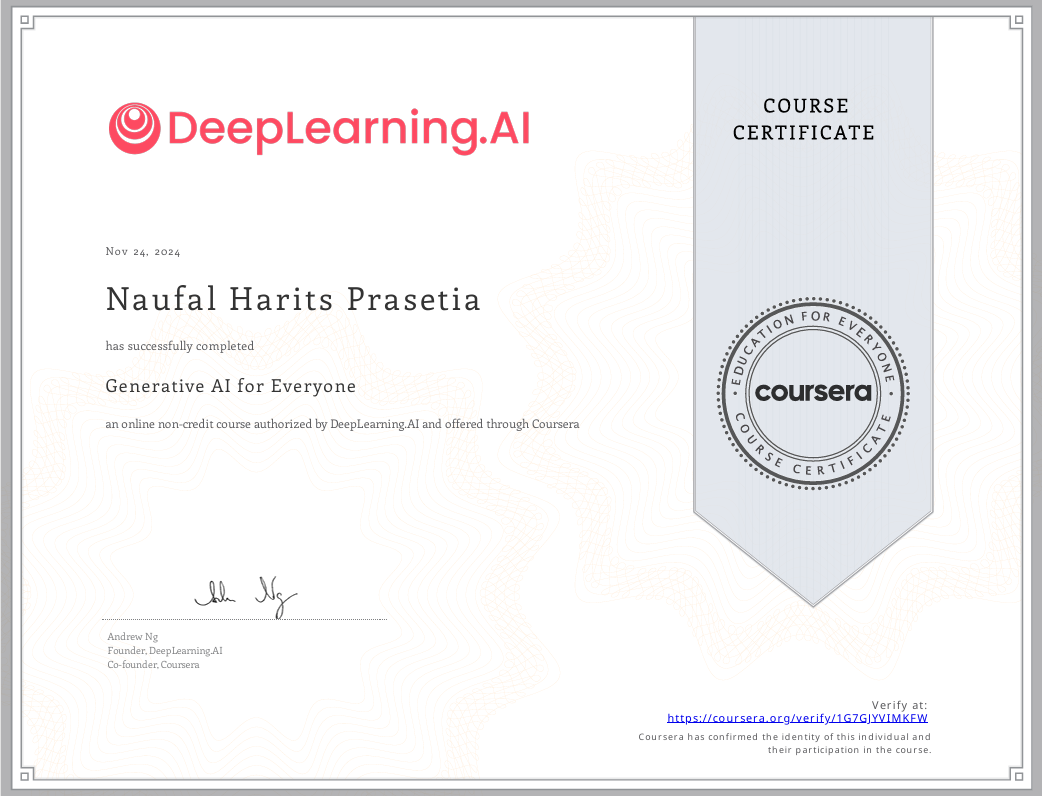 DeepLearning.AI
COURSE
CERTIFICATE
Nov 24, 2024
Naufal Harits Prasetia
has successfully completed
Generative AI for Everyone
an online non-credit course authorized by DeepLearning.AI and offered through Coursera
EDUCATION FOR EVERYONE
coursera
COURSE CERTIFICATE
Andrew Ng
Founder, DeepLearning.AI
Co-founder, Coursera
Verify at:
https://coursera.org/verify/1G7GJYVIMKFW
Coursera has confirmed the identity of this individual and
their participation in the course.